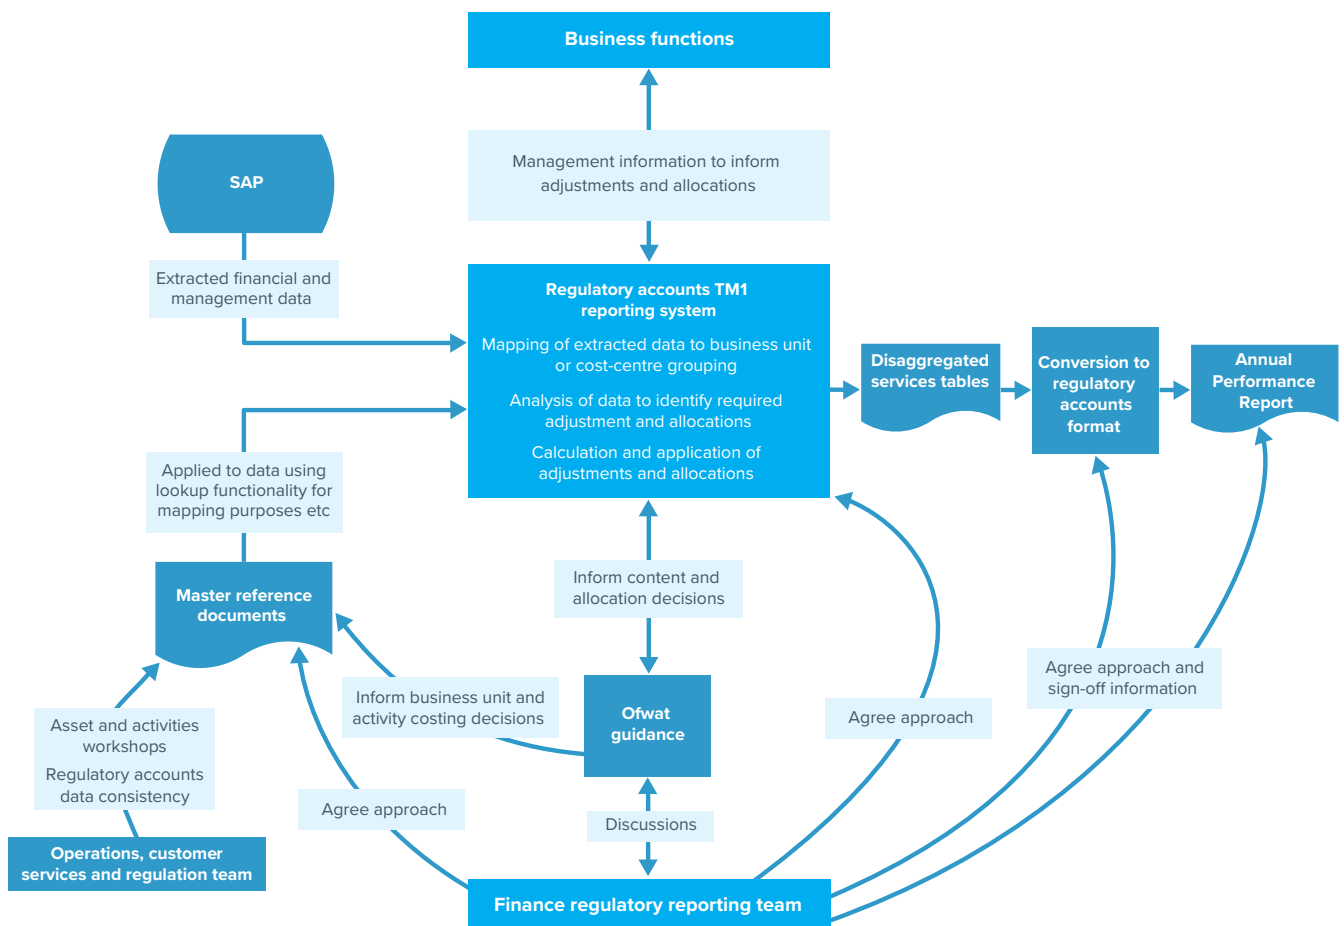 Business functions
Management information to inform
adjustments and allocations
SAP
Extracted financial and
management data
Regulatory accounts TM1
reporting system
Mapping of extracted data to business unit
or cost-centre grouping
Analysis of data to identify required
adjustment and allocations
Calculation and application of
adjustments and allocations
Disaggregated
services tables
Conversion to
regulatory
accounts
format
Annual
Performance
Report
Applied to data using
lookup functionality for
mapping purposes etc
Master reference
documents
Inform content and
allocation decisions
Inform business unit and
activity costing decisions
Ofwat
guidance
Agree approach and
sign-off information
Agree approach
Asset and activities
workshops
Regulatory accounts
data consistency
Agree approach
Discussions
Operations, customer
services and regulation team
Finance regulatory reporting team